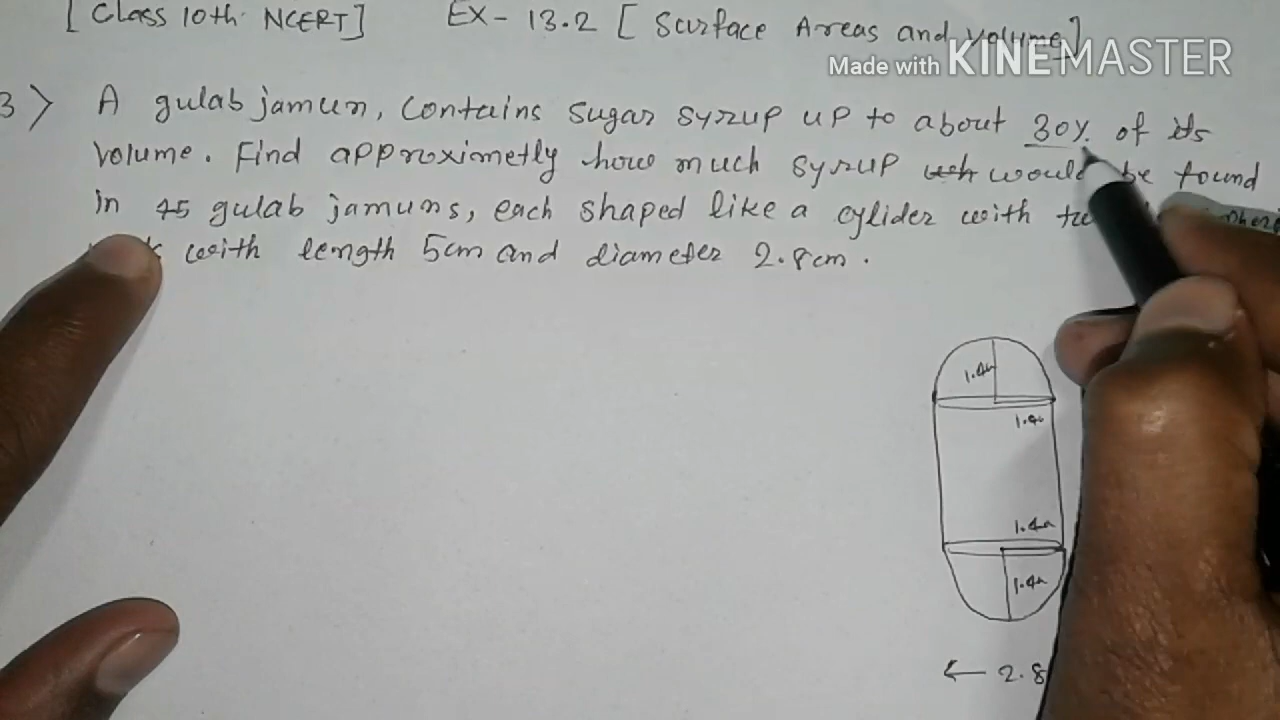 [Class 10th NCERT] EX-13.2 [Surface Areas and volume]
Made with KINEMASTER
3> A gulab jamun, Contains sugar syrup up to about 30% of its
volume. Find approximetly how much syrup would be found
in 45 gulab jamuns, each shaped like a cylider with
with length 5cm and diameter 2.8cm.
1.4
1.4
1.4
1.4
← 2.8